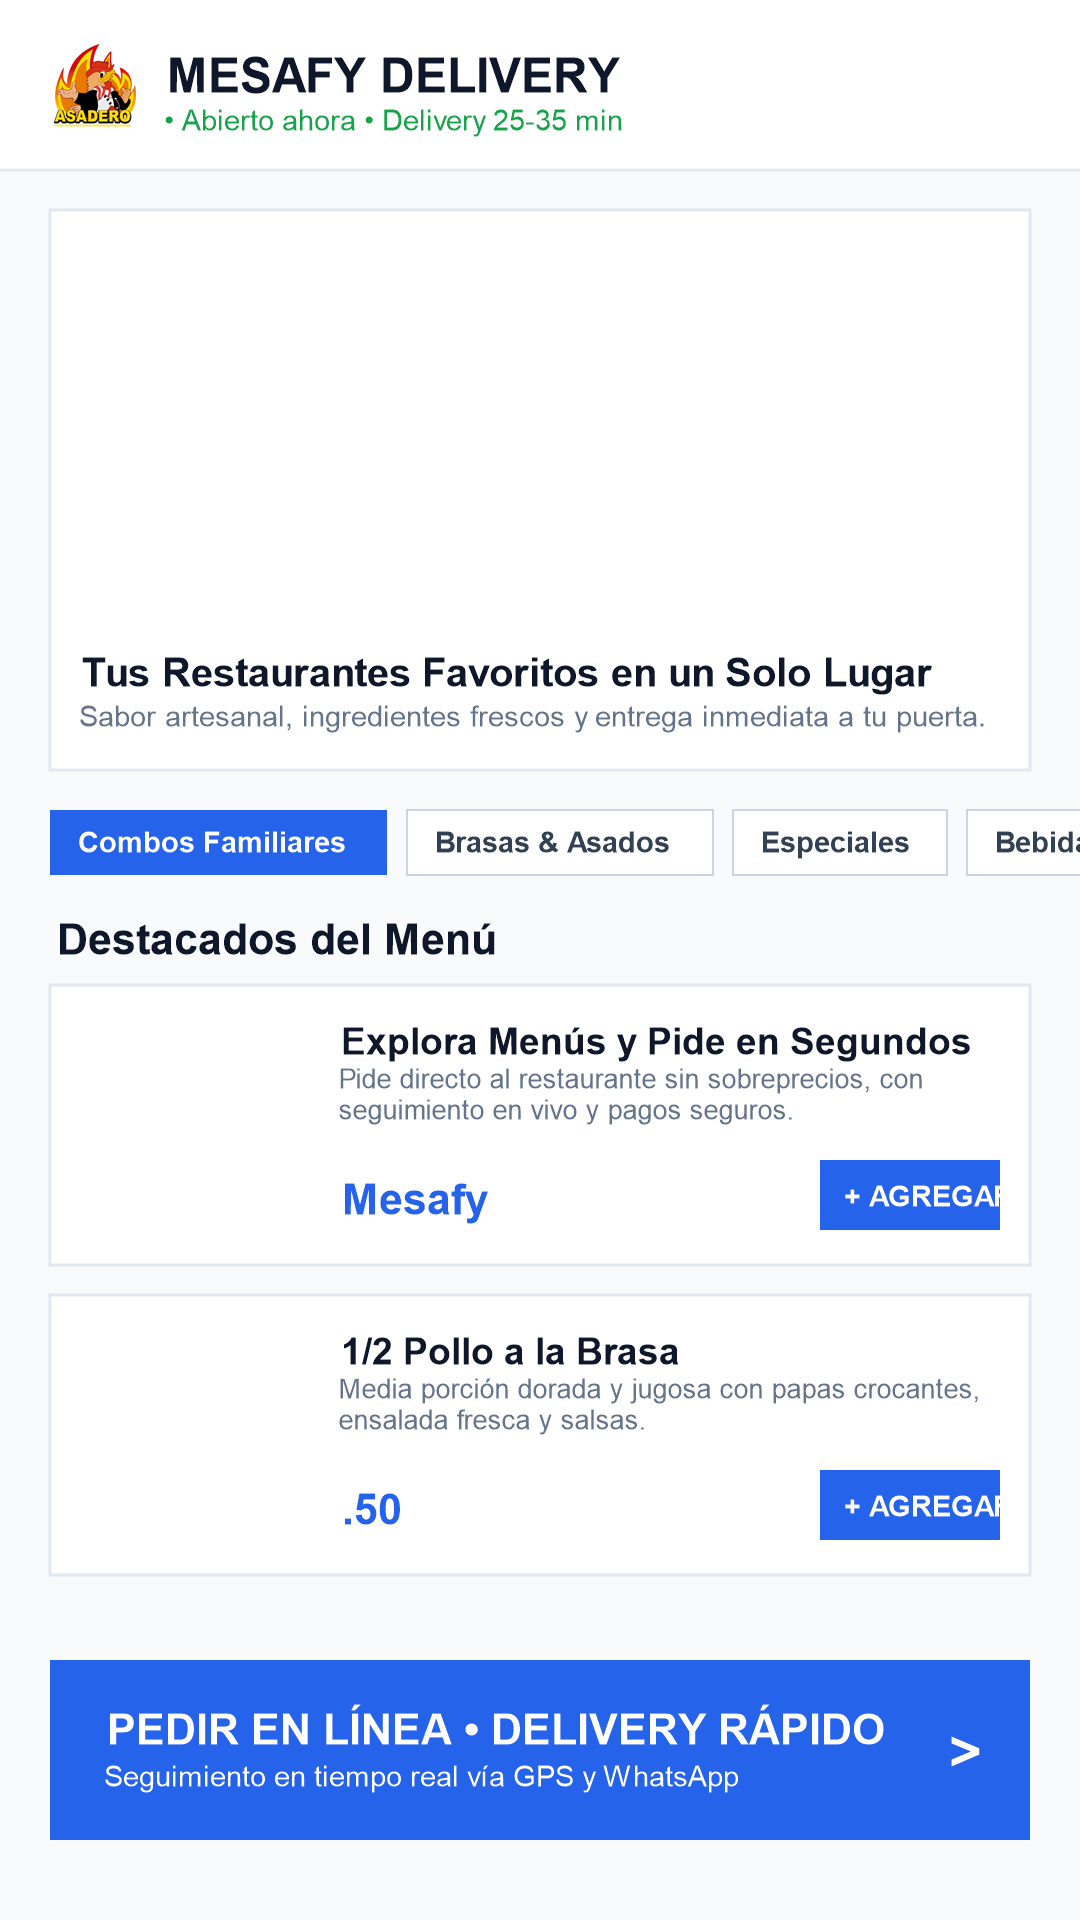 ASADERO
MESAFY DELIVERY
• Abierto ahora • Delivery 25-35 min
Tus Restaurantes Favoritos en un Solo Lugar
Sabor artesanal, ingredientes frescos y entrega inmediata a tu puerta.
Combos Familiares
Brasas & Asados
Especiales
Bebida
Destacados del Menú
Explora Menús y Pide en Segundos
Pide directo al restaurante sin sobreprecios, con
seguimiento en vivo y pagos seguros.
Mesafy
+ AGREGAR
1/2 Pollo a la Brasa
Media porción dorada y jugosa con papas crocantes,
ensalada fresca y salsas.
.50
+ AGREGAR
PEDIR EN LÍNEA • DELIVERY RÁPIDO
Seguimiento en tiempo real vía GPS y WhatsApp
>